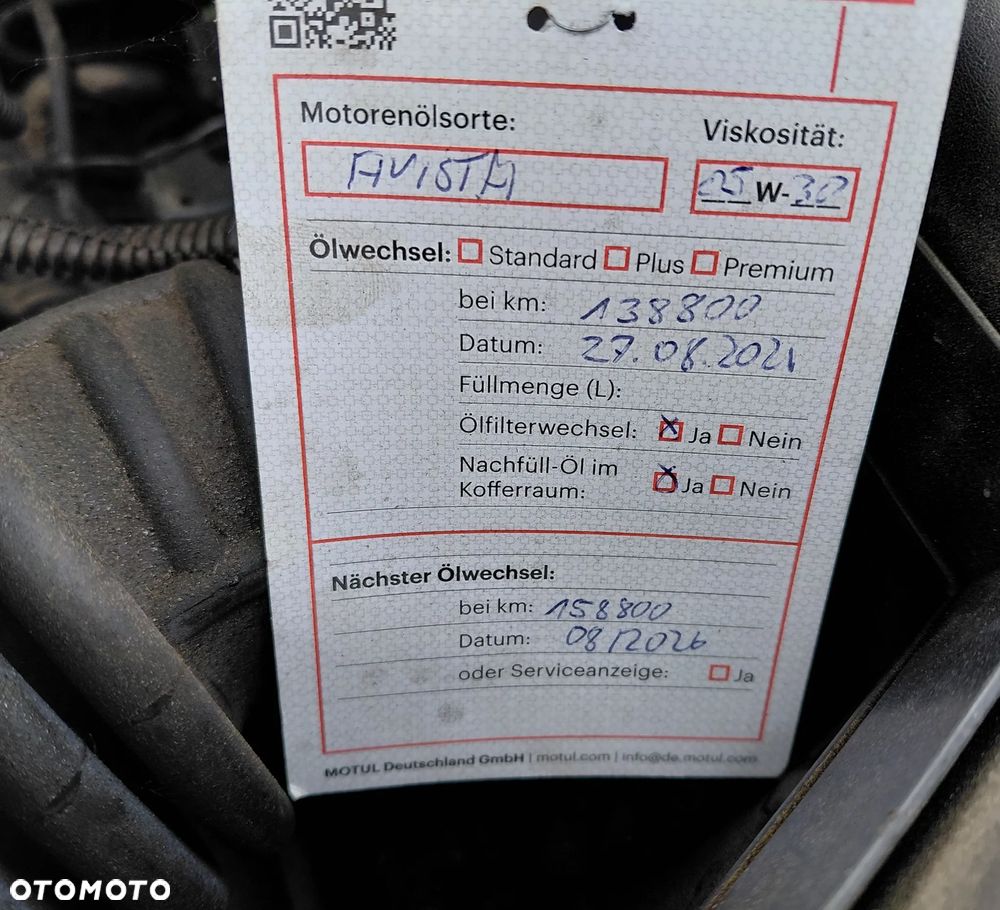 Motorenölsorte: Viskosität:
AVISTA 05 W-30
Ölwechsel: Standard Plus Premium
bei km: 138800
Datum: 27.08.2021
Füllmenge (L):
Ölfilterwechsel: Ja Nein
Nachfüll-Öl im
Kofferraum: Ja Nein
Nächster Ölwechsel:
bei km: 158800
Datum: 08/2026
oder Serviceanzeige: Ja
MOTUL Deutschland GmbH | motul.com | info@de.motul.com
OTOMOTO